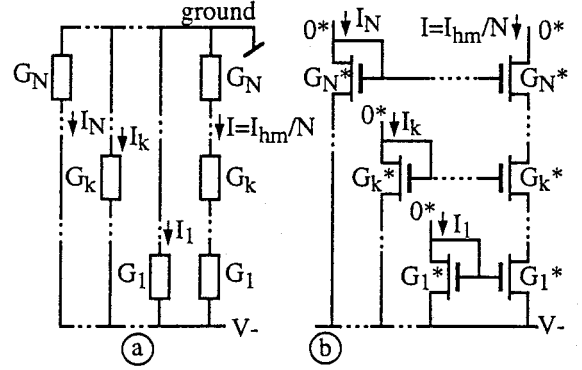 ground
G_N
G_N
I_N
I_k
I=I_hm/N
G_k
G_k
I_1
G_1
G_1
V-
a
0*
I_N
I=I_hm/N
0*
G_N*
G_N*
0*
I_k
G_k*
G_k*
0*
I_1
G_1*
G_1*
V-
b